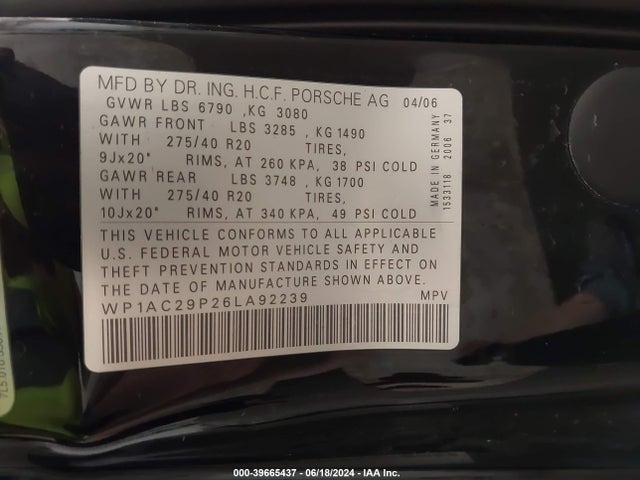 MFD BY DR. ING. H.C.F. PORSCHE AG 04/06
GVWR LBS 6790 ,KG 3080
GAWR FRONT LBS 3285 , KG 1490
WITH 275/40 R20 TIRES,
9Jx20" RIMS, AT 260 KPA, 38 PSI COLD
GAWR REAR LBS 3748 , KG 1700
WITH 275/40 R20 TIRES,
10Jx20" RIMS, AT 340 KPA, 49 PSI COLD
THIS VEHICLE CONFORMS TO ALL APPLICABLE
U.S. FEDERAL MOTOR VEHICLE SAFETY AND
THEFT PREVENTION STANDARDS IN EFFECT ON
THE DATE OF MANUFACTURE SHOWN ABOVE.
WP1AC29P26LA92239 MPV
MADE IN GERMANY
1533118 2006 37
000-39665437 - 06/18/2024 - IAA Inc.